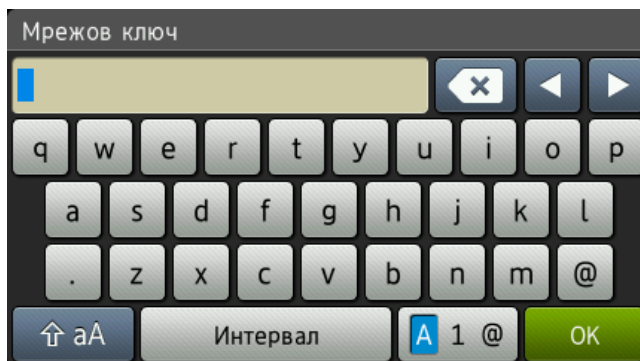 Мрежов ключ
q w e r t y u i o p
a s d f g h j k l
. z x c v b n m @
aA Интервал A 1 @ OK